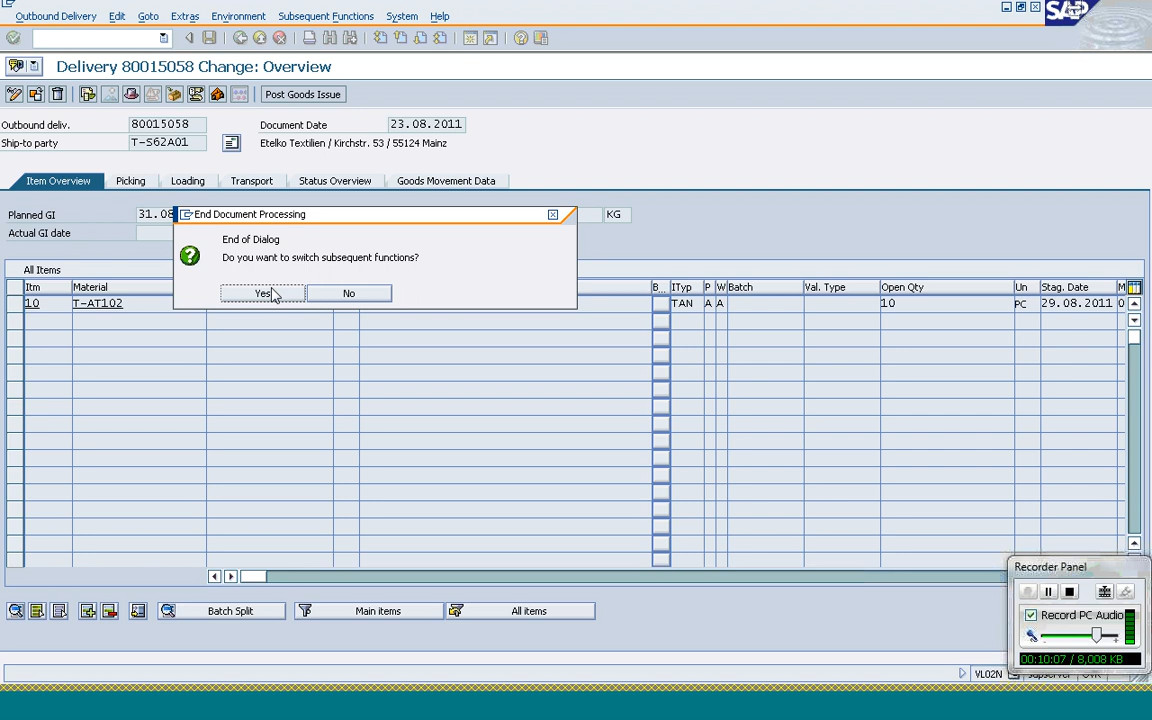 Outbound Delivery Edit Goto Extras Environment Subsequent Functions System Help
SAP
Delivery 80015058 Change: Overview
Post Goods Issue
Outbound deliv. 80015058 Document Date 23.08.2011
Ship-to party T-S62A01 Etelko Textilien / Kirchstr. 53 / 55124 Mainz
Item Overview Picking Loading Transport Status Overview Goods Movement Data
Planned GI 31.08 KG
Actual GI date
End Document Processing
End of Dialog
Do you want to switch subsequent functions?
Yes No
All Items
Itm Material B... ITyp P W Batch Val. Type Open Qty Un Stag. Date M
10 T-AT102 TAN A A 10 PC 29.08.2011 0
Batch Split Main items All items
Recorder Panel
Record PC Audio
00:10:07 / 8,008 KB
VL02N